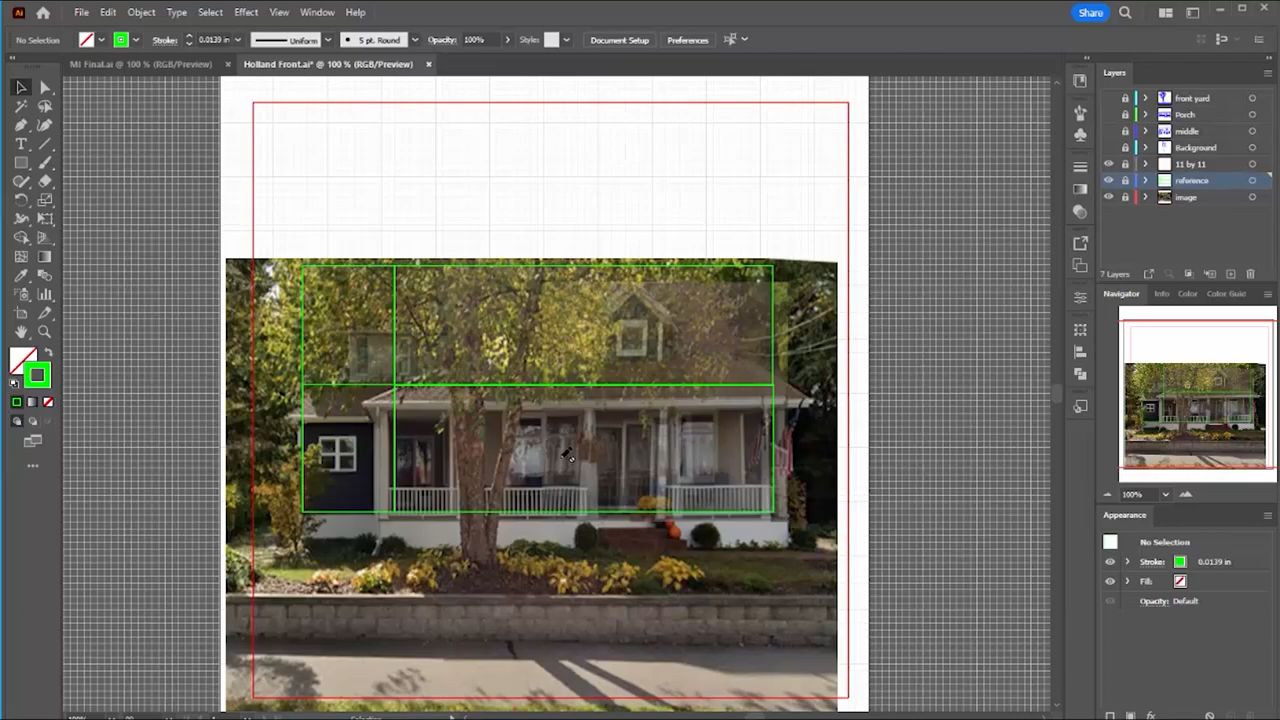 Ai File Edit Object Type Select Effect View Window Help Share
No Selection Stroke: 0.0139 in Uniform 5 pt. Round Opacity: 100% Style: Document Setup Preferences
MI Final.ai @ 100 % (RGB/Preview) × Holland Front.ai* @ 100 % (RGB/Preview) ×
Layers
front yard
Porch
middle
Background
11 by 11
reference
image
7 Layers
Navigator Info Color Color Guid
100%
Appearance
No Selection
Stroke: 0.0139 in
Fill:
Opacity: Default